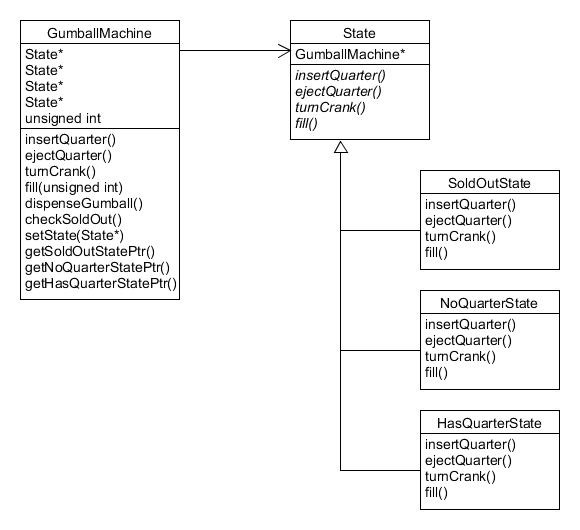 GumballMachine
State*
State*
State*
State*
unsigned int
insertQuarter()
ejectQuarter()
turnCrank()
fill(unsigned int)
dispenseGumball()
checkSoldOut()
setState(State*)
getSoldOutStatePtr()
getNoQuarterStatePtr()
getHasQuarterStatePtr()
State
GumballMachine*
insertQuarter()
ejectQuarter()
turnCrank()
fill()
SoldOutState
insertQuarter()
ejectQuarter()
turnCrank()
fill()
NoQuarterState
insertQuarter()
ejectQuarter()
turnCrank()
fill()
HasQuarterState
insertQuarter()
ejectQuarter()
turnCrank()
fill()